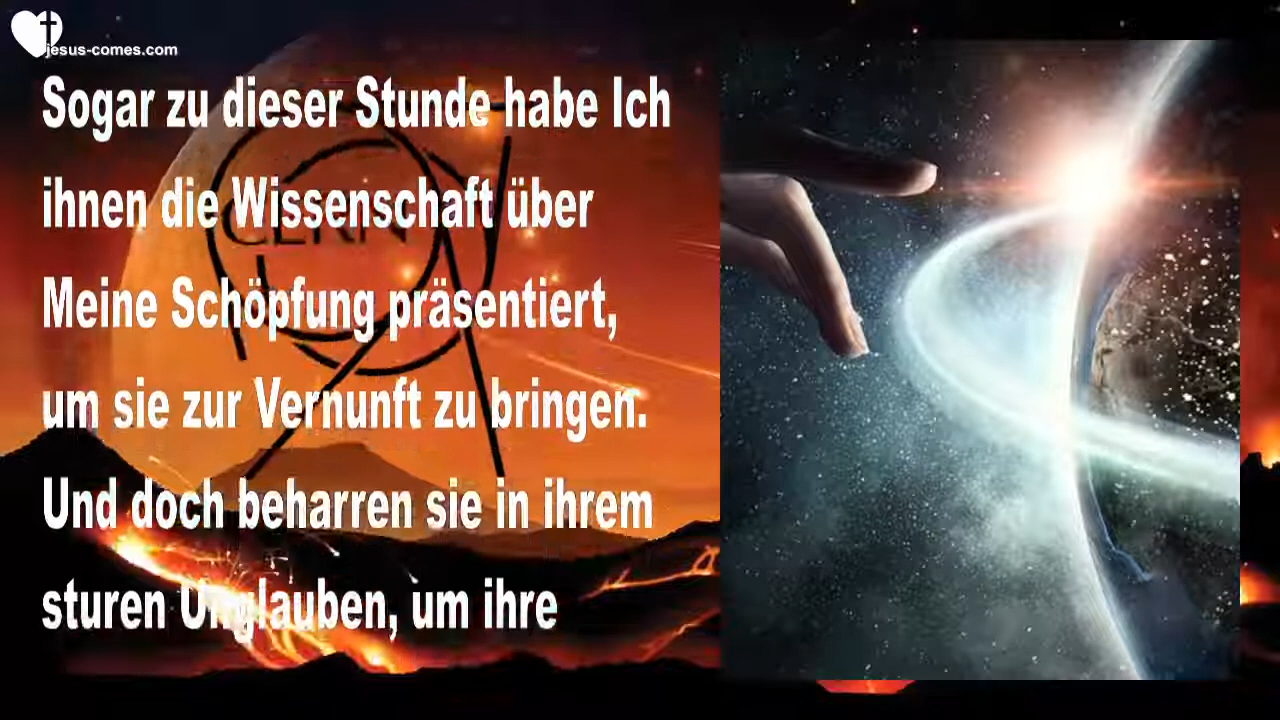 jesus-comes.com
Sogar zu dieser Stunde habe Ich
ihnen die Wissenschaft über
Meine Schöpfung präsentiert,
um sie zur Vernunft zu bringen.
Und doch beharren sie in ihrem
sturen Unglauben, um ihre
CERN